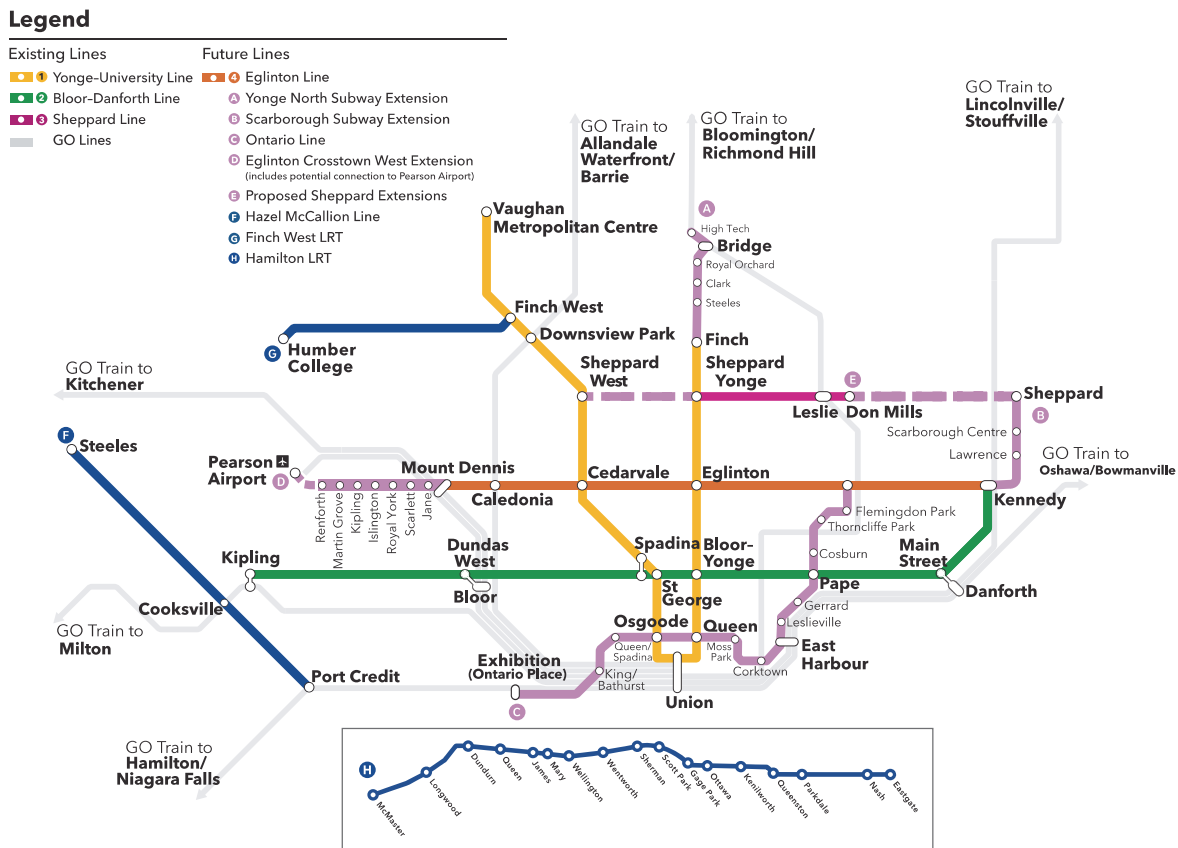 Legend
Existing Lines
1 Yonge–University Line
2 Bloor–Danforth Line
3 Sheppard Line
GO Lines
Future Lines
4 Eglinton Line
A Yonge North Subway Extension
B Scarborough Subway Extension
C Ontario Line
D Eglinton Crosstown West Extension
(includes potential connection to Pearson Airport)
E Proposed Sheppard Extensions
F Hazel McCallion Line
G Finch West LRT
H Hamilton LRT
GO Train to
Allandale
Waterfront/
Barrie
GO Train to
Bloomington/
Richmond Hill
GO Train to
Lincolnville/
Stouffville
Vaughan
Metropolitan Centre
A
High Tech
Bridge
Royal Orchard
Clark
Steeles
Finch West
Downsview Park
Finch
G
Humber
College
Sheppard
West
Sheppard
Yonge
E
Leslie
Don Mills
Sheppard
B
Scarborough Centre
Lawrence
GO Train to
Kitchener
F
Steeles
GO Train to
Oshawa/Bowmanville
Pearson
Airport
D
Mount Dennis
Caledonia
Cedarvale
Eglinton
Kennedy
Renforth
Martin Grove
Kipling
Islington
Royal York
Scarlett
Jane
Flemingdon Park
Thorncliffe Park
Cosburn
Kipling
Dundas
West
Bloor
Spadina
Bloor–
Yonge
St
George
Pape
Main
Street
Danforth
Cooksville
GO Train to
Milton
Gerrard
Leslieville
Osgoode
Queen
Queen/
Spadina
Moss
Park
East
Harbour
Corktown
Exhibition
(Ontario Place)
King/
Bathurst
C
Union
Port Credit
GO Train to
Hamilton/
Niagara Falls
H
McMaster
Longwood
Dundurn
Queen
James
Mary
Wellington
Wentworth
Sherman
Scott Park
Gage Park
Ottawa
Kenilworth
Queenston
Parkdale
Nash
Eastgate